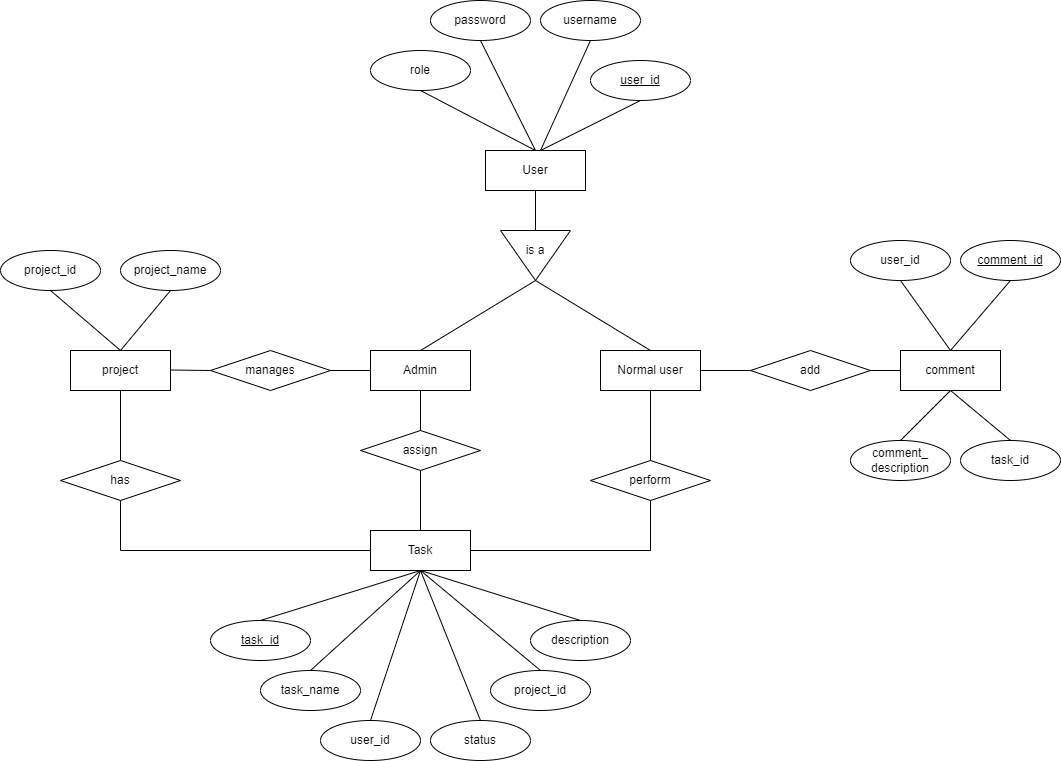 password
username
role
user_id
User
is a
project_id
project_name
user_id
comment_id
project
manages
Admin
Normal user
add
comment
assign
comment_
description
task_id
has
perform
Task
task_id
description
task_name
project_id
user_id
status